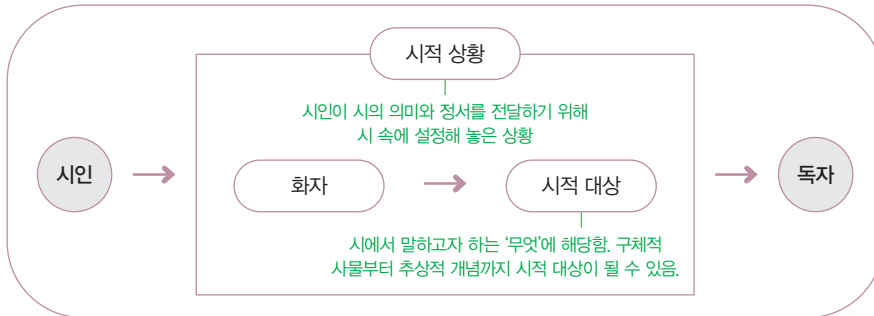 시적 상황
시인이 시의 의미와 정서를 전달하기 위해
시 속에 설정해 놓은 상황
시인
화자
시적 대상
독자
시에서 말하고자 하는 ‘무엇’에 해당함. 구체적
사물부터 추상적 개념까지 시적 대상이 될 수 있음.